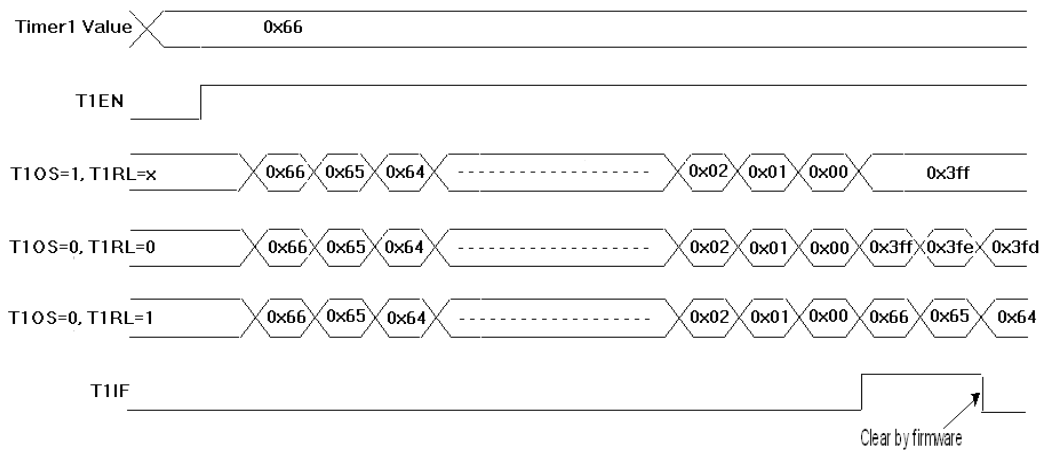 Timer1 Value 0x66
T1EN
T1OS=1, T1RL=x 0x66 0x65 0x64 0x02 0x01 0x00 0x3ff
T1OS=0, T1RL=0 0x66 0x65 0x64 0x02 0x01 0x00 0x3ff 0x3fe 0x3fd
T1OS=0, T1RL=1 0x66 0x65 0x64 0x02 0x01 0x00 0x66 0x65 0x64
T1IF
Clear by firmware